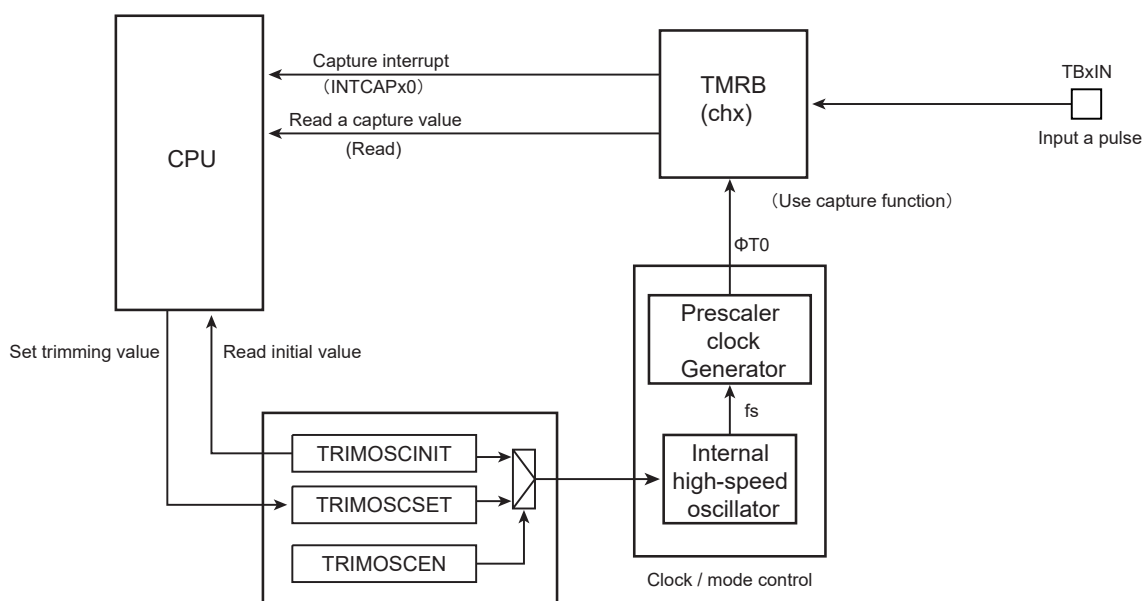 Capture interrupt
（INTCAPx0）
Read a capture value
(Read)
CPU
TMRB
(chx)
TBxIN
Input a pulse
（Use capture function）
ΦT0
Prescaler
clock
Generator
Set trimming value
Read initial value
fs
TRIMOSCINIT
TRIMOSCSET
TRIMOSCEN
Internal
high-speed
oscillator
Clock / mode control